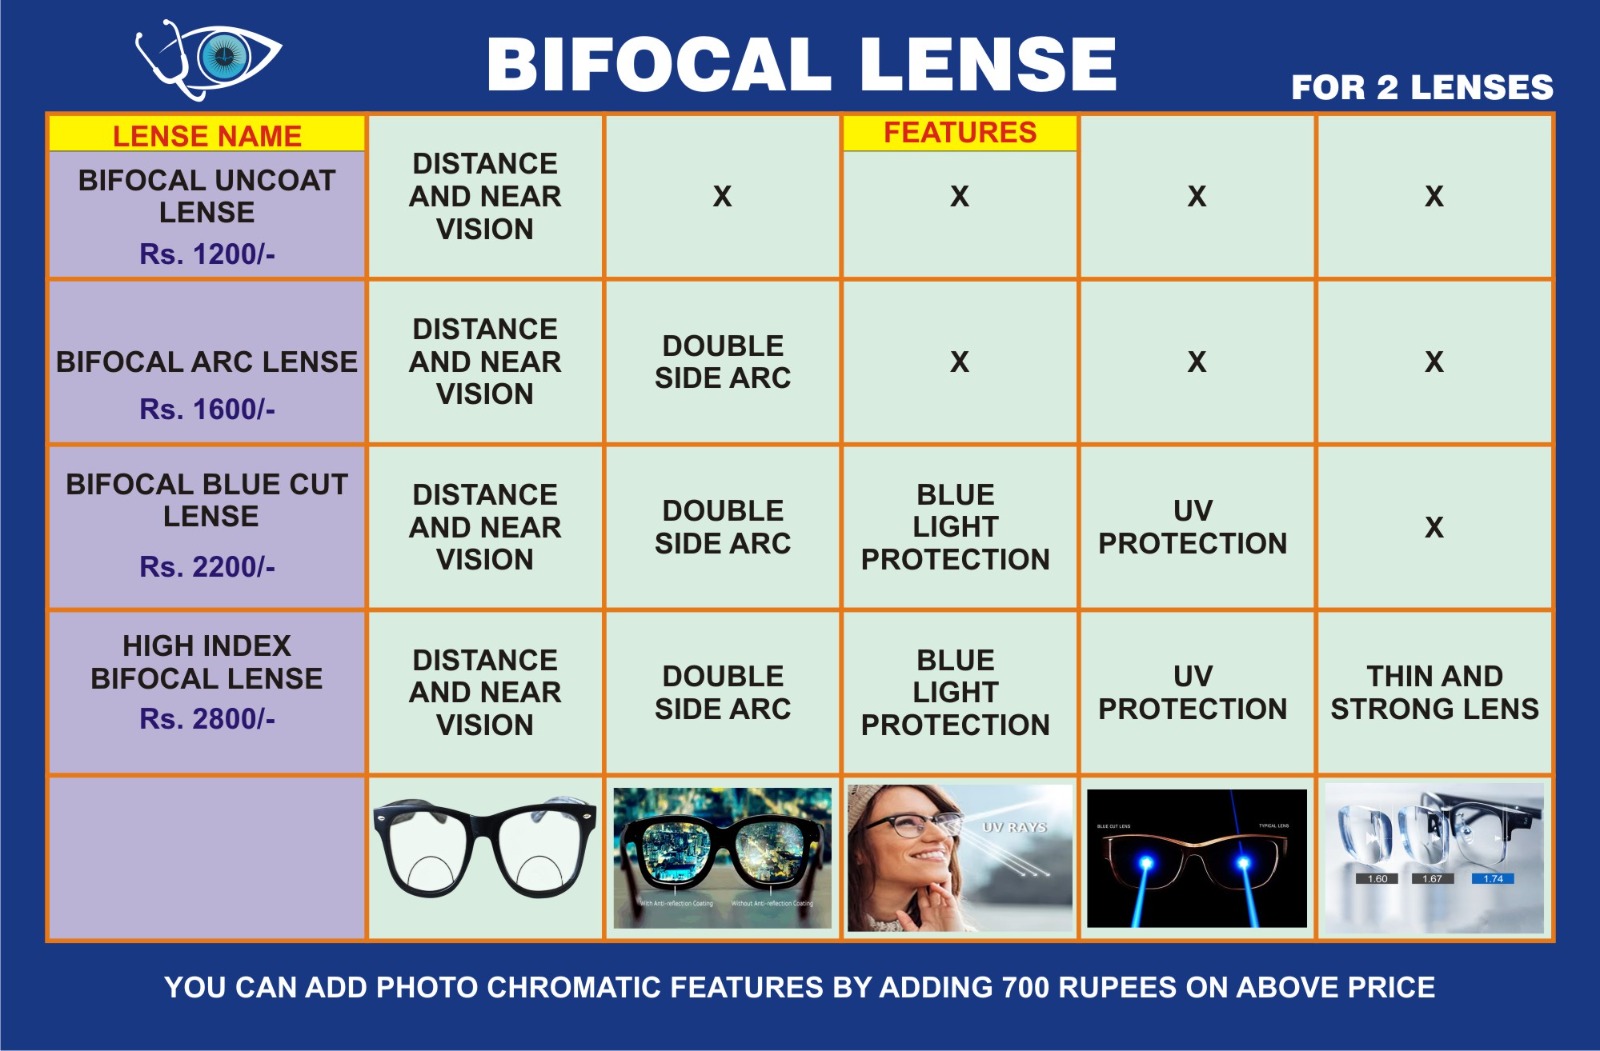 BIFOCAL LENSE
FOR 2 LENSES
LENSE NAME
FEATURES
BIFOCAL UNCOAT
LENSE
Rs. 1200/-
DISTANCE
AND NEAR
VISION
X
X
X
X
BIFOCAL ARC LENSE
Rs. 1600/-
DISTANCE
AND NEAR
VISION
DOUBLE
SIDE ARC
X
X
X
BIFOCAL BLUE CUT
LENSE
Rs. 2200/-
DISTANCE
AND NEAR
VISION
DOUBLE
SIDE ARC
BLUE
LIGHT
PROTECTION
UV
PROTECTION
X
HIGH INDEX
BIFOCAL LENSE
Rs. 2800/-
DISTANCE
AND NEAR
VISION
DOUBLE
SIDE ARC
BLUE
LIGHT
PROTECTION
UV
PROTECTION
THIN AND
STRONG LENS
With Anti-reflection Coating
Without Anti-reflection Coating
UV RAYS
BLUE CUT LENS
TYPICAL LENS
1.60
1.67
1.74
YOU CAN ADD PHOTO CHROMATIC FEATURES BY ADDING 700 RUPEES ON ABOVE PRICE